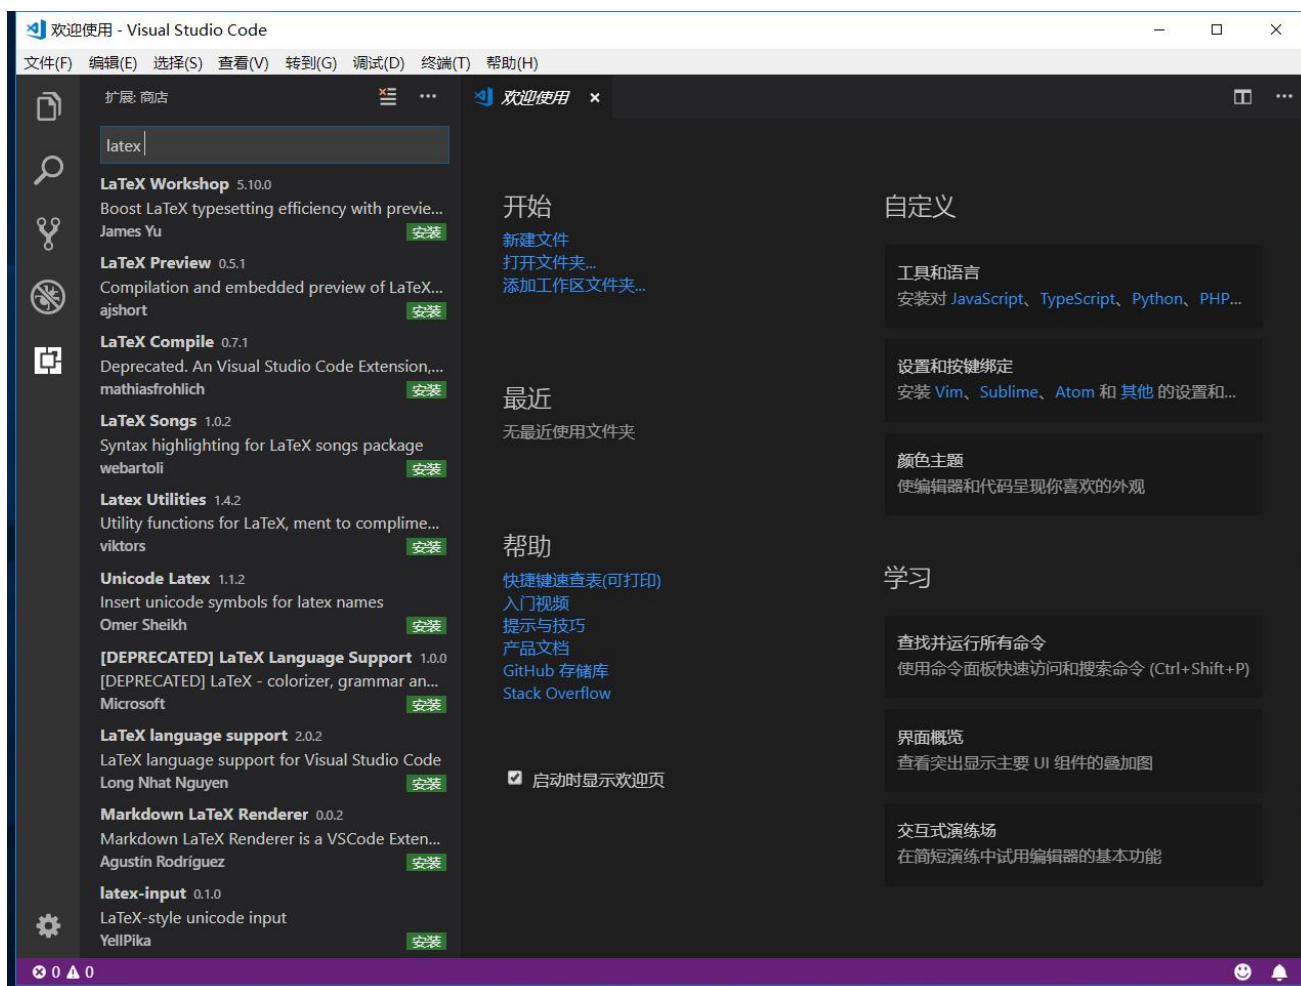 欢迎使用 - Visual Studio Code
文件(F) 编辑(E) 选择(S) 查看(V) 转到(G) 调试(D) 终端(T) 帮助(H)
扩展: 商店
latex
LaTeX Workshop 5.10.0
Boost LaTeX typesetting efficiency with previe...
James Yu 安装
LaTeX Preview 0.5.1
Compilation and embedded preview of LaTeX...
ajshort 安装
LaTeX Compile 0.7.1
Deprecated. An Visual Studio Code Extension,...
mathiasfrohlich 安装
LaTeX Songs 1.0.2
Syntax highlighting for LaTeX songs package
webartoli 安装
Latex Utilities 1.4.2
Utility functions for LaTeX, ment to complime...
viktors 安装
Unicode Latex 1.1.2
Insert unicode symbols for latex names
Omer Sheikh 安装
[DEPRECATED] LaTeX Language Support 1.0.0
[DEPRECATED] LaTeX - colorizer, grammar an...
Microsoft 安装
LaTeX language support 2.0.2
LaTeX language support for Visual Studio Code
Long Nhat Nguyen 安装
Markdown LaTeX Renderer 0.0.2
Markdown LaTeX Renderer is a VSCode Exten...
Agustín Rodríguez 安装
latex-input 0.1.0
LaTeX-style unicode input
YellPika 安装
欢迎使用
开始
新建文件
打开文件夹...
添加工作区文件夹...
最近
无最近使用文件夹
帮助
快捷键速查表(可打印)
入门视频
提示与技巧
产品文档
GitHub 存储库
Stack Overflow
启动时显示欢迎页
自定义
工具和语言
安装对 JavaScript、TypeScript、Python、PHP...
设置和按键绑定
安装 Vim、Sublime、Atom 和 其他 的设置和...
颜色主题
使编辑器和代码呈现你喜欢的外观
学习
查找并运行所有命令
使用命令面板快速访问和搜索命令 (Ctrl+Shift+P)
界面概览
查看突出显示主要 UI 组件的叠加图
交互式演练场
在简短演练中试用编辑器的基本功能
0 0